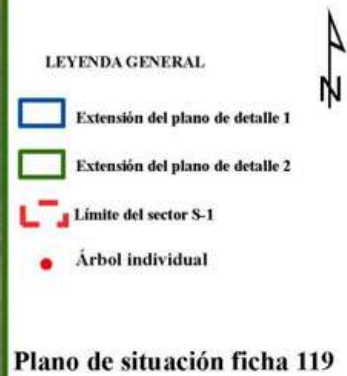 LEYENDA GENERAL
N
Extensión del plano de detalle 1
Extensión del plano de detalle 2
Límite del sector S-1
Árbol individual
Plano de situación ficha 119